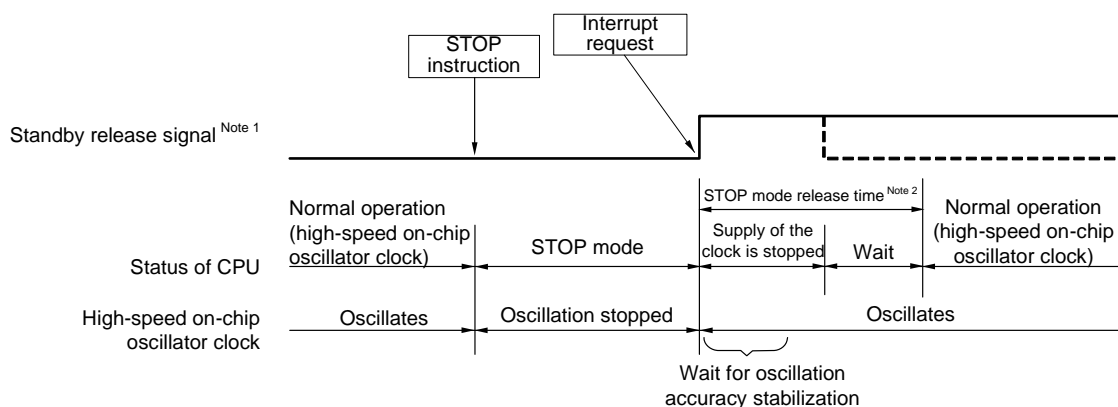 Interrupt
request
STOP
instruction
Standby release signal Note 1
STOP mode release time Note 2
Normal operation
(high-speed on-chip
oscillator clock)
Supply of the
clock is stopped
Normal operation
(high-speed on-chip
oscillator clock)
Status of CPU
STOP mode
Wait
High-speed on-chip
oscillator clock
Oscillates
Oscillation stopped
Oscillates
Wait for oscillation
accuracy stabilization